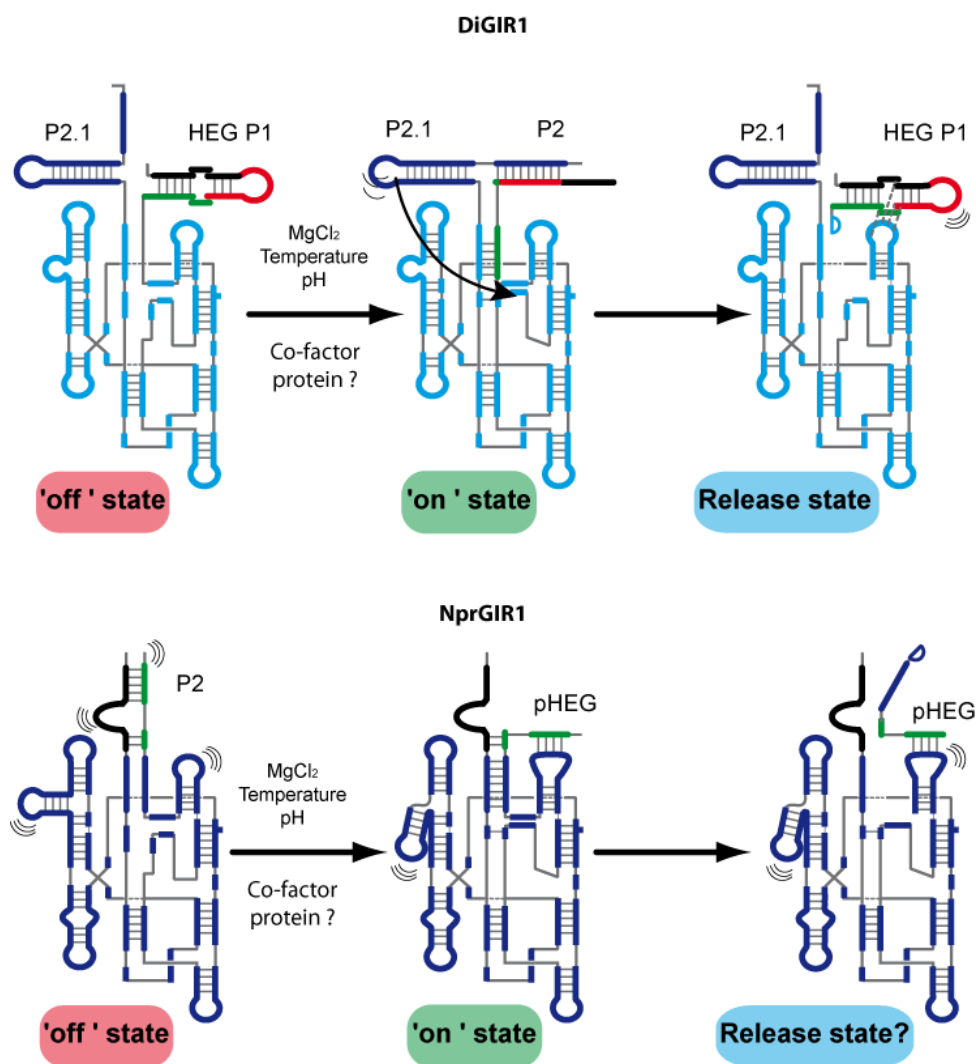 DiGIR1
P2.1
HEG P1
P2.1
P2
P2.1
HEG P1
MgCl₂
Temperature
pH
Co-factor
protein ?
'off ' state
'on ' state
Release state
NprGIR1
P2
pHEG
pHEG
MgCl₂
Temperature
pH
Co-factor
protein ?
'off ' state
'on ' state
Release state?